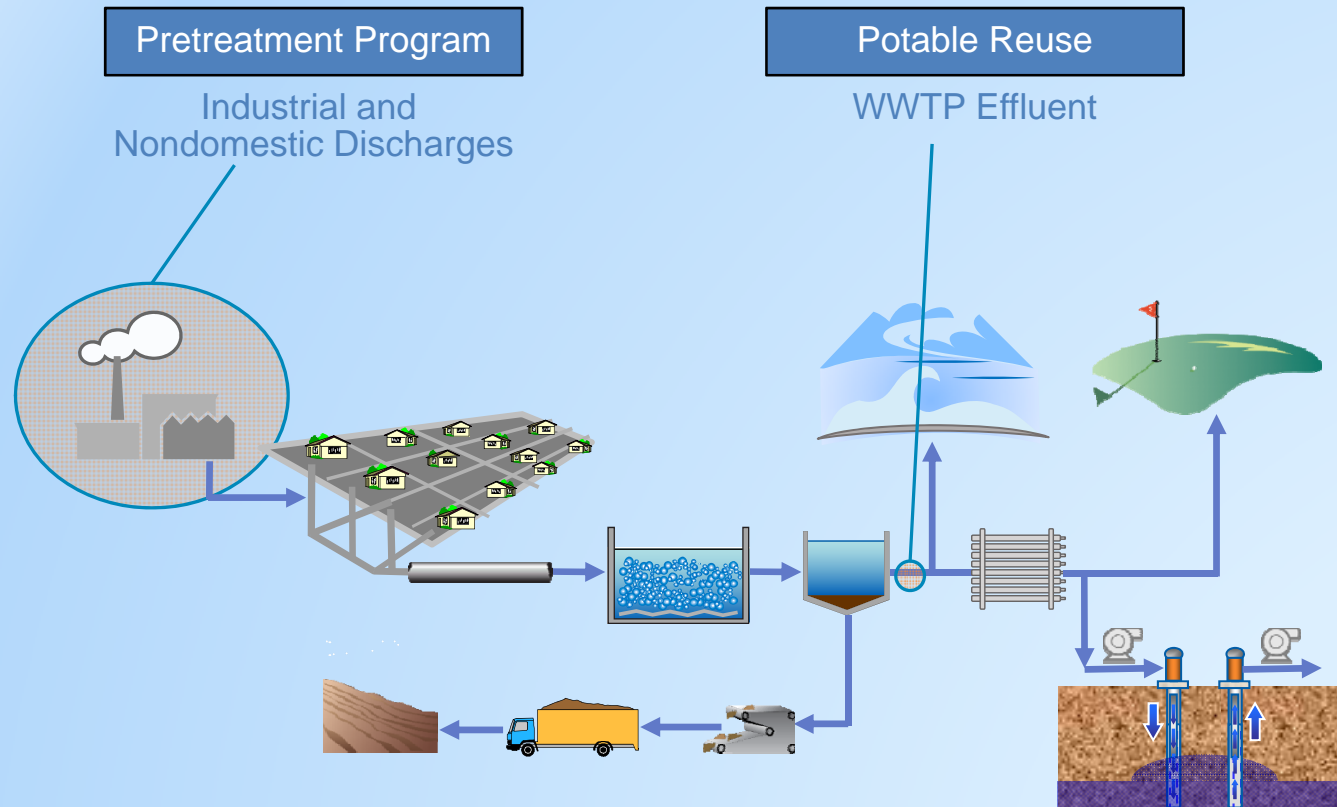 Pretreatment Program
Industrial and
Nondomestic Discharges
Potable Reuse
WWTP Effluent